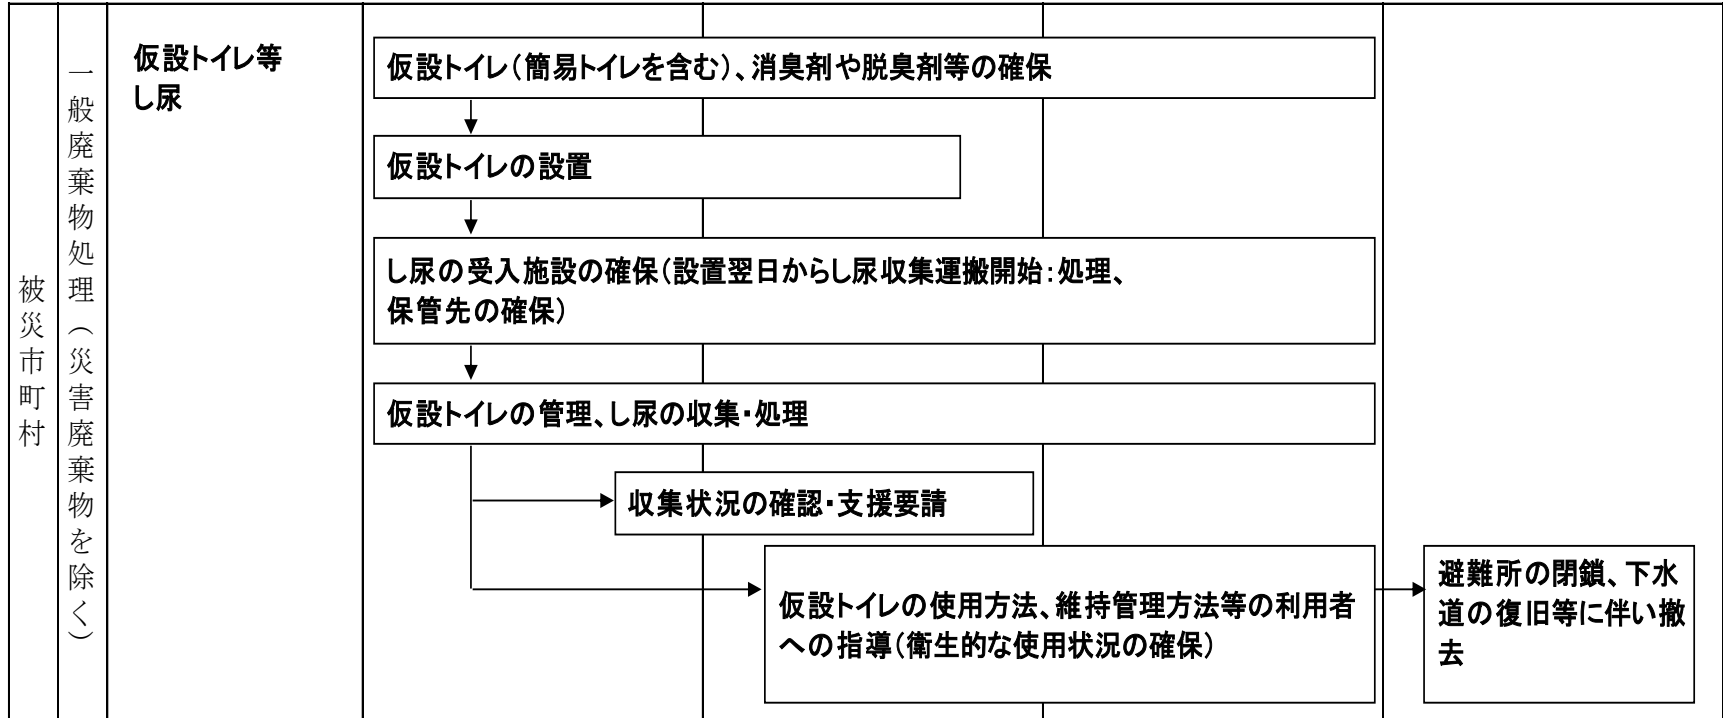 被災市町村
一般廃棄物処理（災害廃棄物を除く）
仮設トイレ等
し尿
仮設トイレ（簡易トイレを含む）、消臭剤や脱臭剤等の確保
仮設トイレの設置
し尿の受入施設の確保（設置翌日からし尿収集運搬開始：処理、
保管先の確保）
仮設トイレの管理、し尿の収集・処理
収集状況の確認・支援要請
仮設トイレの使用方法、維持管理方法等の利用者
への指導（衛生的な使用状況の確保）
避難所の閉鎖、下水
道の復旧等に伴い撤
去